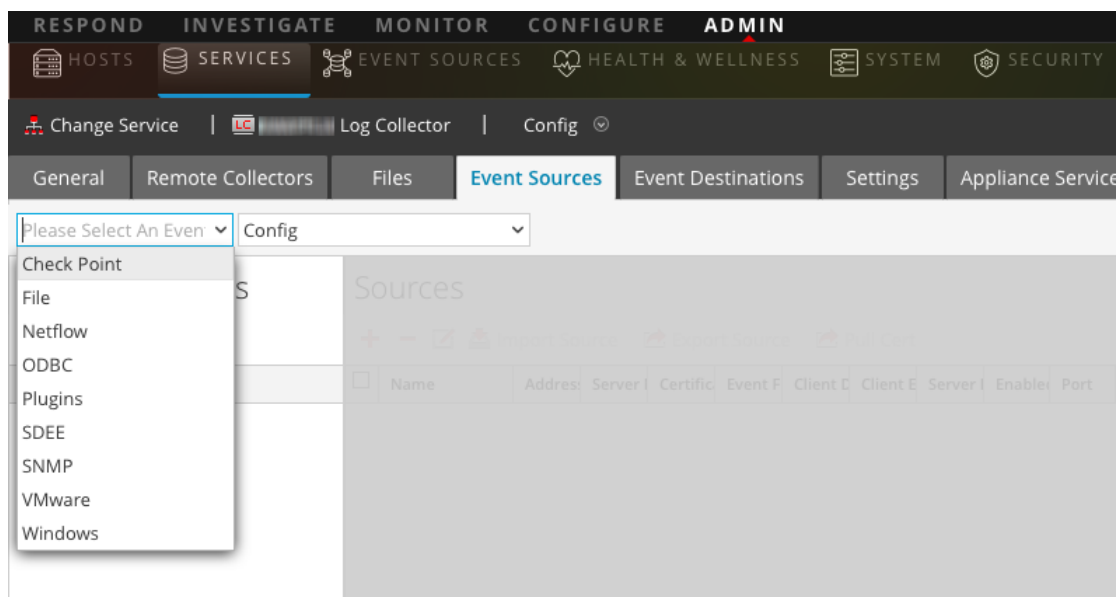 RESPOND INVESTIGATE MONITOR CONFIGURE ADMIN
HOSTS SERVICES EVENT SOURCES HEALTH & WELLNESS SYSTEM SECURITY
Change Service | LC Log Collector | Config
General Remote Collectors Files Event Sources Event Destinations Settings Appliance Service
Please Select An Even Config
Check Point
File
Netflow
ODBC
Plugins
SDEE
SNMP
VMware
Windows
s
Sources
Import Source Export Source
Name Address Server Certific Event F Client D Client E Server Enable Port